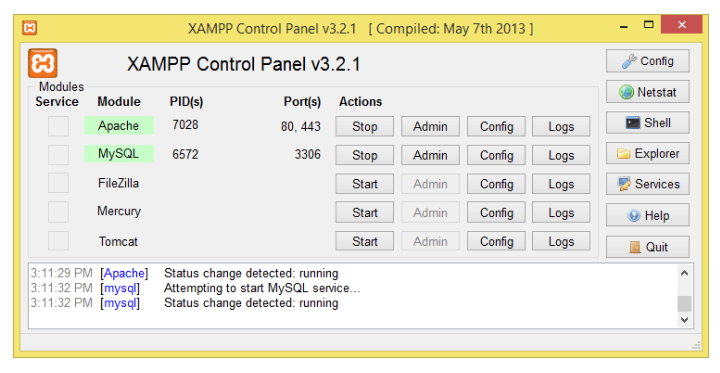 XAMPP Control Panel v3.2.1 [ Compiled: May 7th 2013 ]
XAMPP Control Panel v3.2.1
Config
Modules
Netstat
Service Module PID(s) Port(s) Actions
Apache 7028 80, 443 Stop Admin Config Logs
Shell
MySQL 6572 3306 Stop Admin Config Logs
Explorer
FileZilla Start Admin Config Logs
Services
Mercury Start Admin Config Logs
Help
Tomcat Start Admin Config Logs
Quit
3:11:29 PM [Apache] Status change detected: running
3:11:32 PM [mysql] Attempting to start MySQL service...
3:11:32 PM [mysql] Status change detected: running